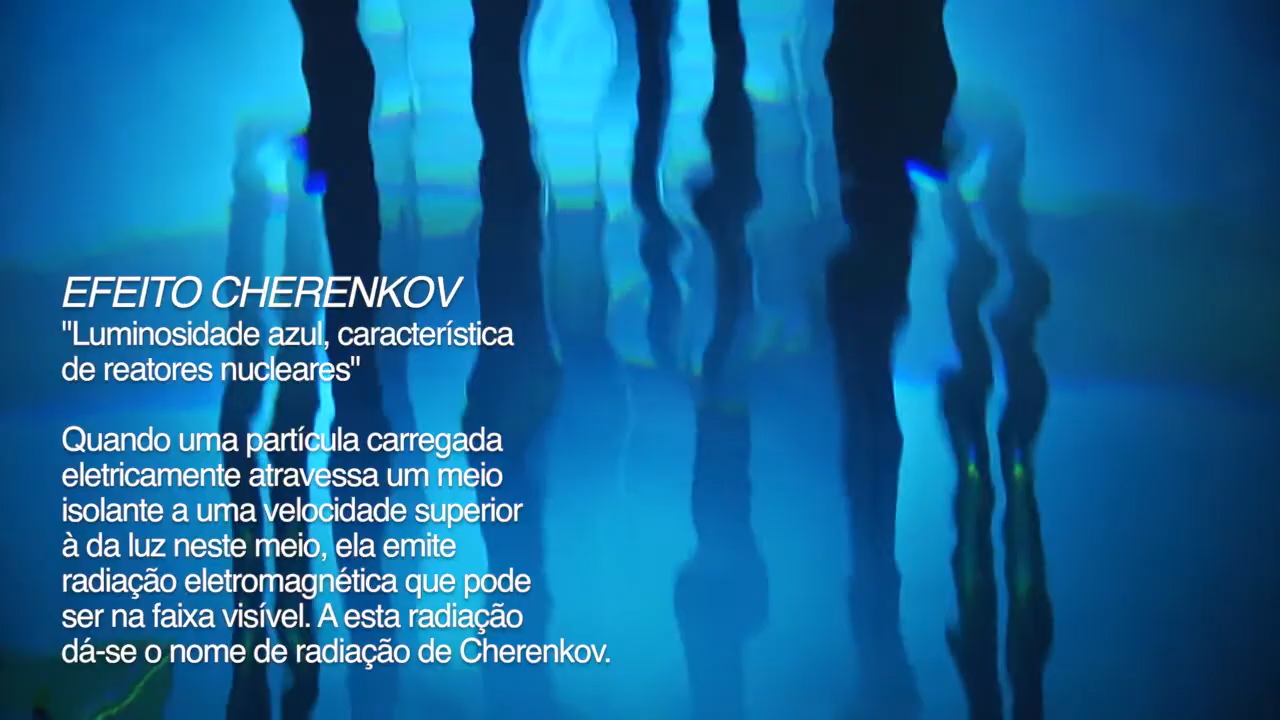 EFEITO CHERENKOV
"Luminosidade azul, característica
de reatores nucleares"
Quando uma partícula carregada
eletricamente atravessa um meio
isolante a uma velocidade superior
à da luz neste meio, ela emite
radiação eletromagnética que pode
ser na faixa visível. A esta radiação
dá-se o nome de radiação de Cherenkov.